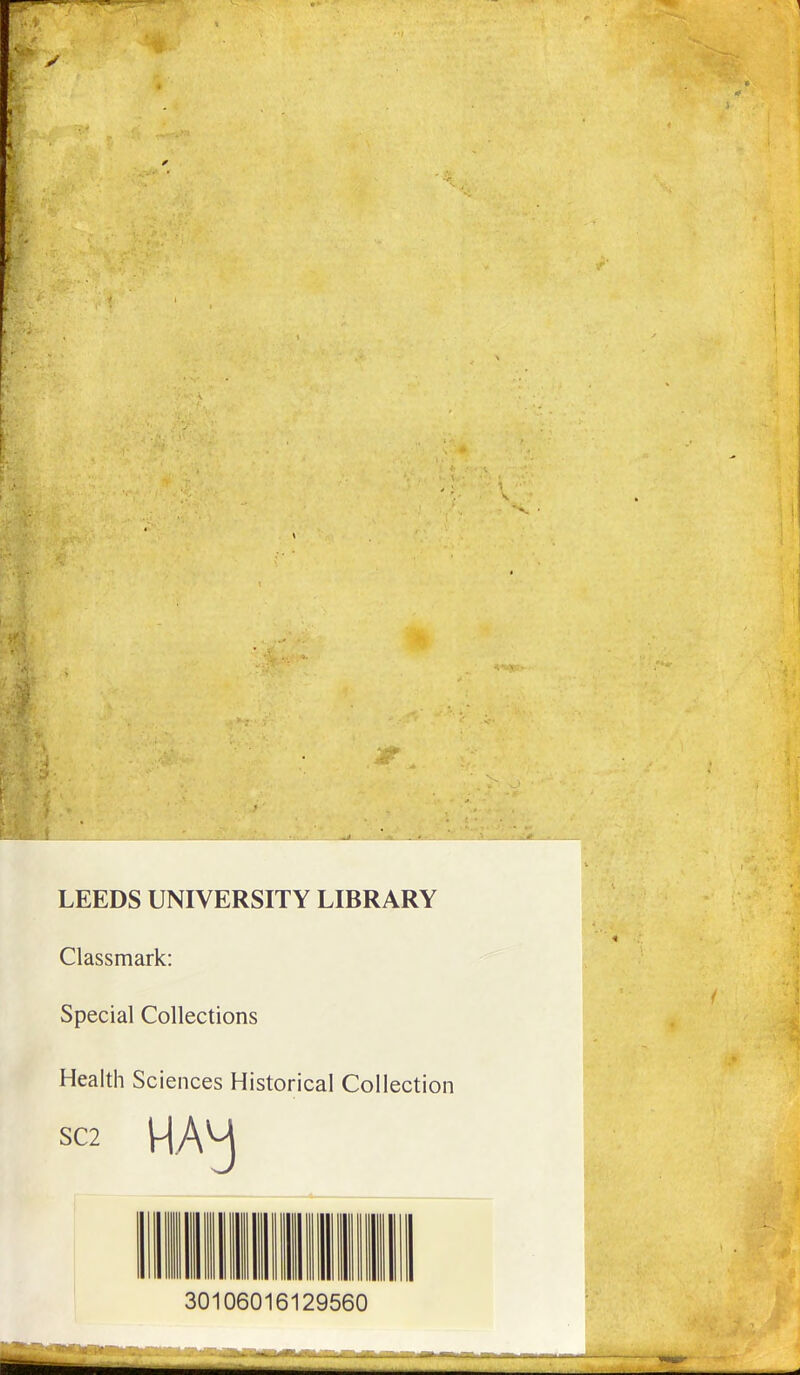 LEEDS UNIVERSITY LIBRARY
Classmark:
Special Collections
Health Sciences Historical Collection
SC2 HAY
30106016129560